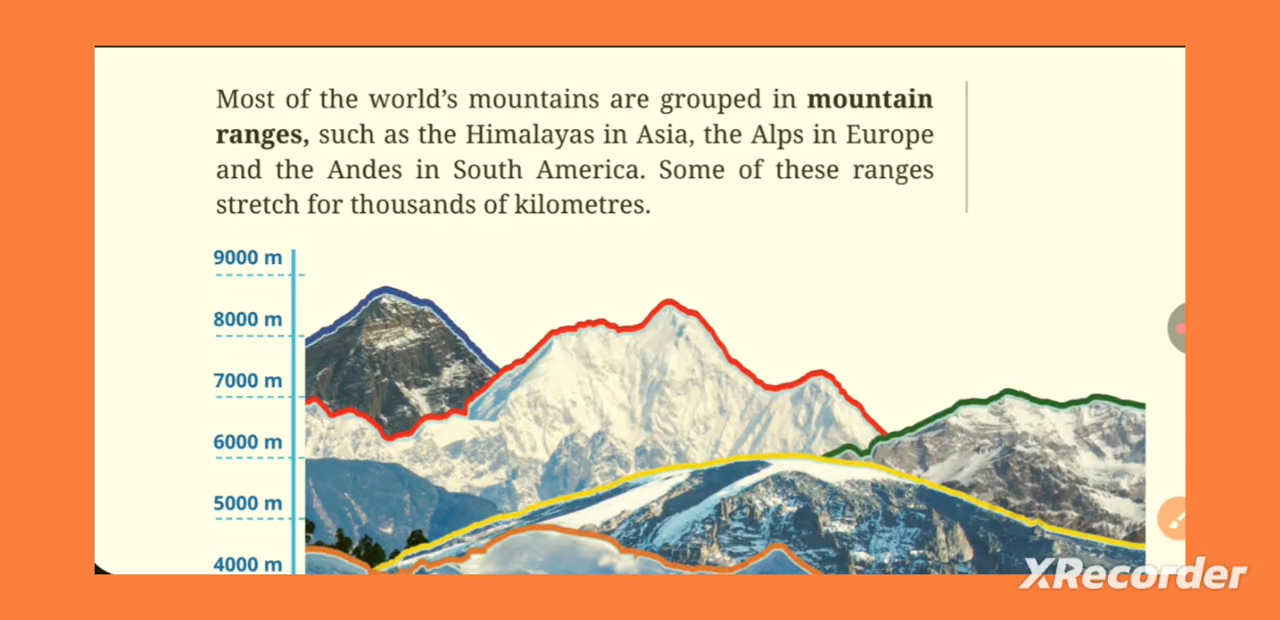 Most of the world’s mountains are grouped in mountain
ranges, such as the Himalayas in Asia, the Alps in Europe
and the Andes in South America. Some of these ranges
stretch for thousands of kilometres.
9000 m
8000 m
7000 m
6000 m
5000 m
4000 m
XRecorder